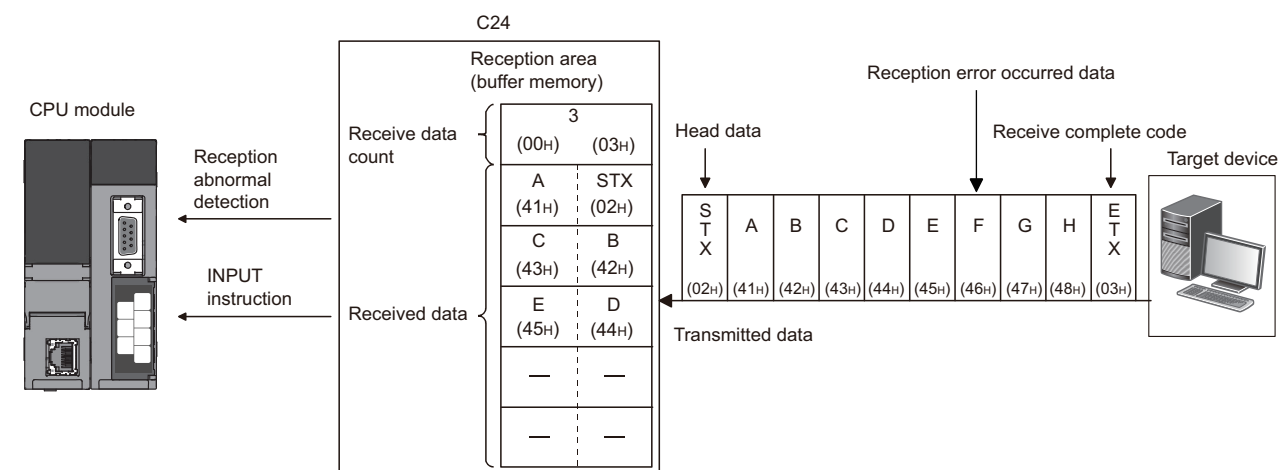 C24
Reception area
(buffer memory)
CPU module
Reception
abnormal
detection
INPUT
instruction
Receive data
count
Received data
3
(00H) (03H)
A STX
(41H) (02H)
C B
(43H) (42H)
E D
(45H) (44H)
— —
— —
Reception error occurred data
Head data
Receive complete code
Target device
STX A B C D E F G H ETX
(02H) (41H) (42H) (43H) (44H) (45H) (46H) (47H) (48H) (03H)
Transmitted data